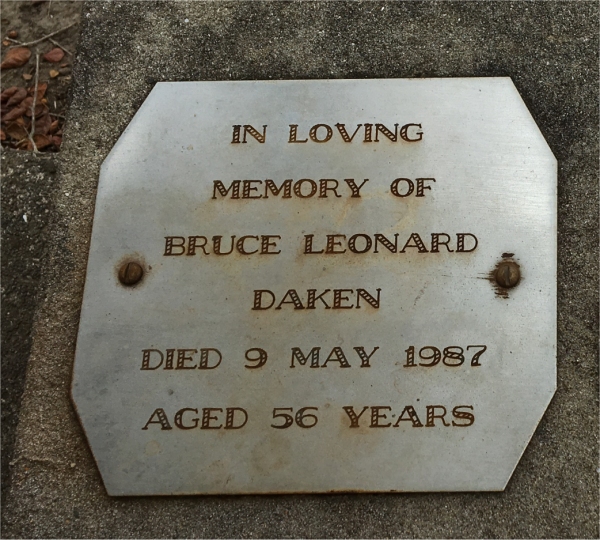 IN LOVING
MEMORY OF
BRUCE LEONARD
DAKEN
DIED 9 MAY 1987
AGED 56 YEARS